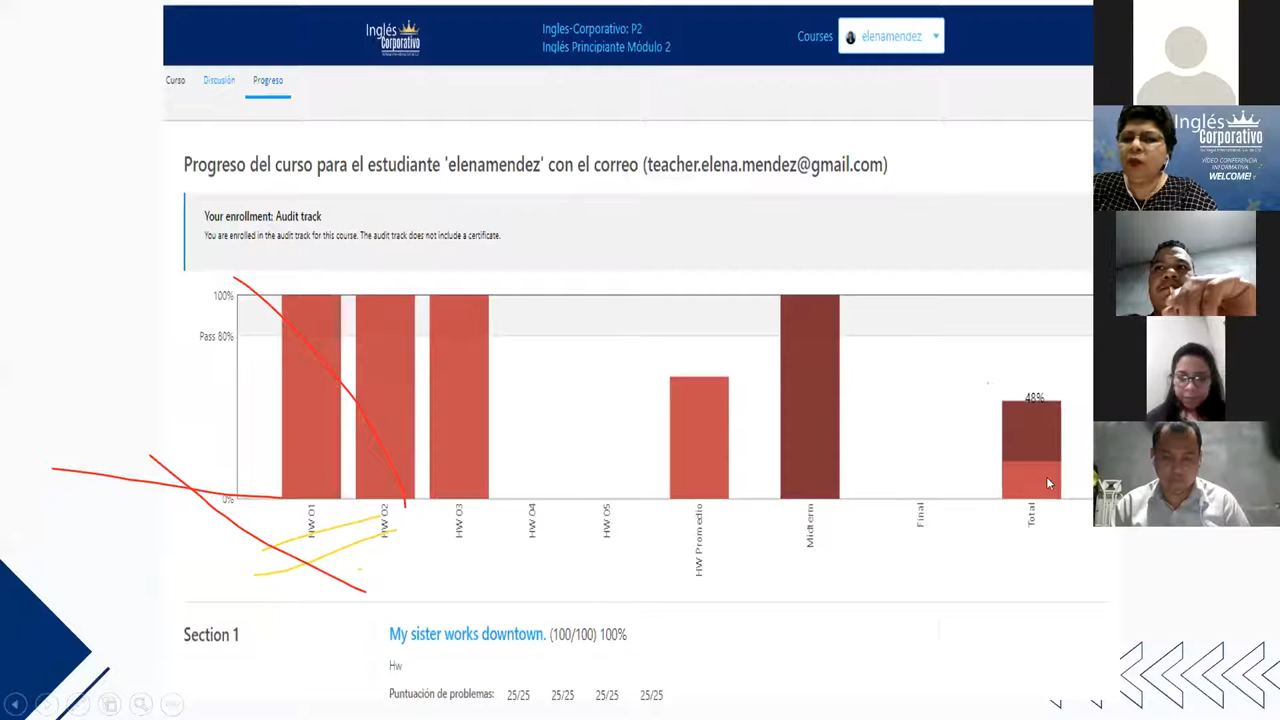 Inglés
Corporativo
Ingles-Corporativo: P2
Inglés Principiante Módulo 2
Courses
elenamendez
Curso
Discusión
Progreso
Progreso del curso para el estudiante 'elenamendez' con el correo (teacher.elena.mendez@gmail.com)
Your enrollment: Audit track
You are enrolled in the audit track for this course. The audit track does not include a certificate.
100%
Pass 80%
0%
48%
HW 01
HW 02
HW 03
HW 04
HW 05
HW Promedio
Midterm
Final
Total
Section 1
My sister works downtown. (100/100) 100%
Hw
Puntuación de problemas: 25/25 25/25 25/25 25/25
Inglés
Corporativo
VÍDEO CONFERENCIA
INFORMATIVA
WELCOME!